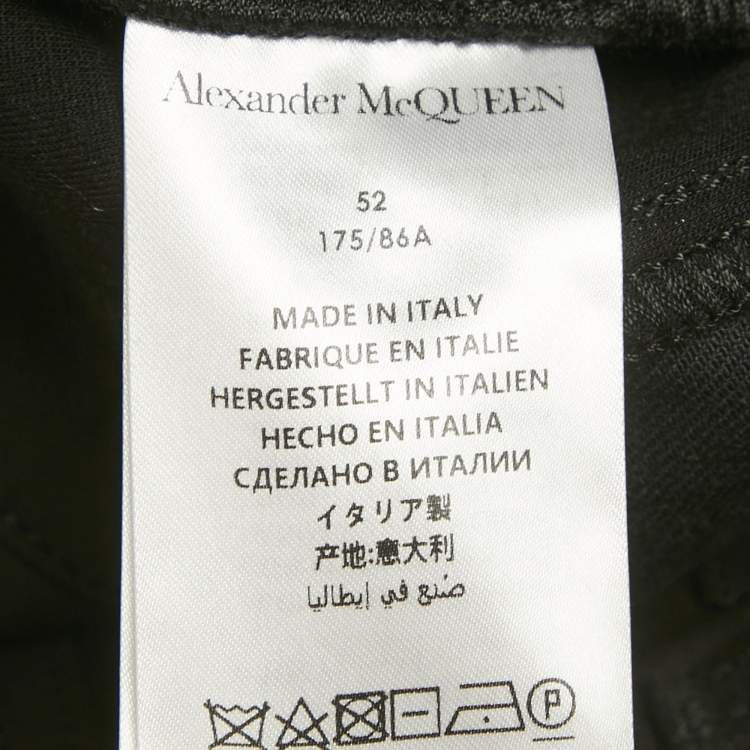 Alexander McQUEEN
52
175/86A
MADE IN ITALY
FABRIQUE EN ITALIE
HERGESTELLT IN ITALIEN
HECHO EN ITALIA
СДЕЛАНО В ИТАЛИИ
イタリア製
产地:意大利
صُنع في إيطاليا
P